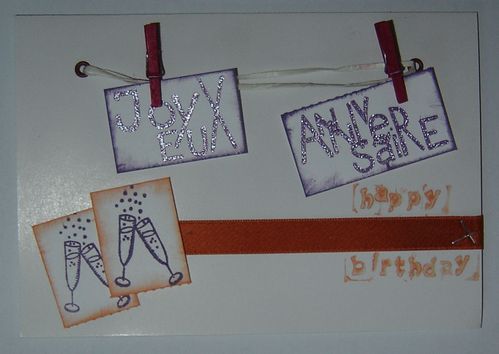 JOYEUX
ANNIVERSAIRE
[happy]
[birthday]